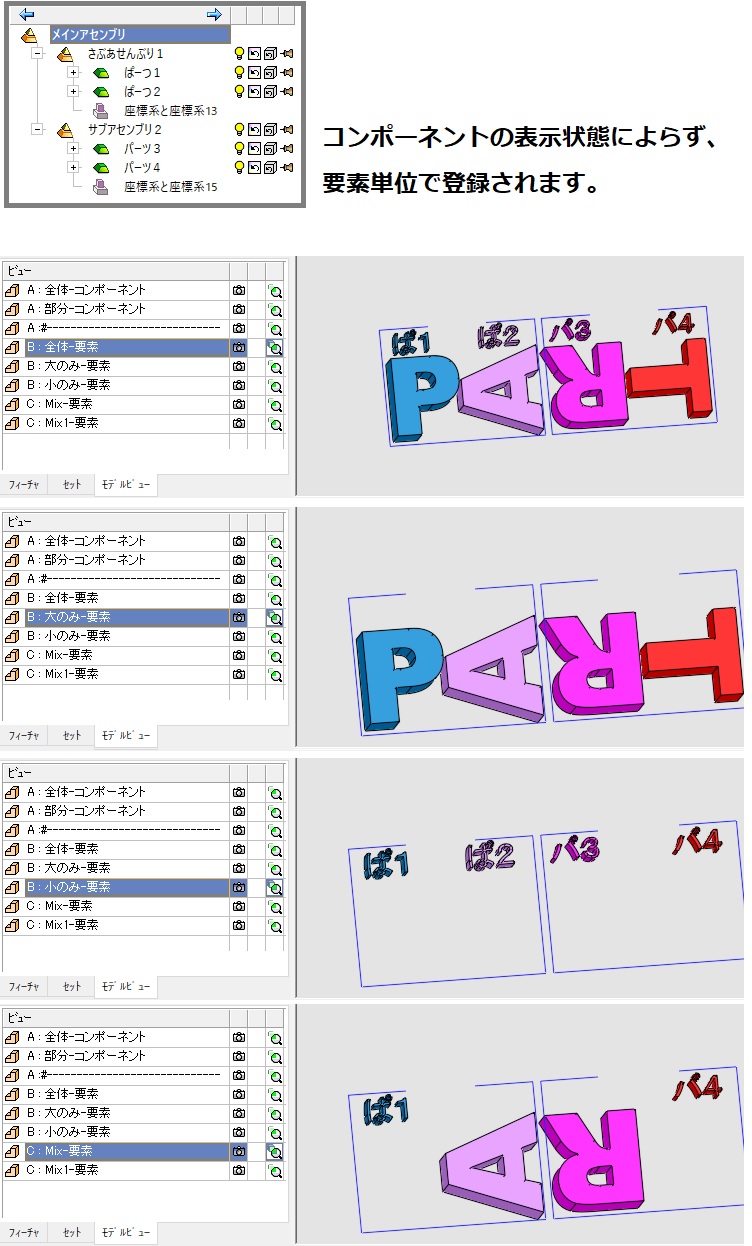 メインアセンブリ
さぶあせんぶり1
ぱーつ1
ぱーつ2
座標系と座標系13
サブアセンブリ2
パーツ3
パーツ4
座標系と座標系15
コンポーネントの表示状態によらず、
要素単位で登録されます。
ビュー
A:全体-コンポーネント
A:部分-コンポーネント
A:#------------------------------
B:全体-要素
B:大のみ-要素
B:小のみ-要素
C:Mix-要素
C:Mix1-要素
フィーチャ セット モデルビュー
ぱ1 ぱ2 パ3 パ4
PART
ビュー
A:全体-コンポーネント
A:部分-コンポーネント
A:#------------------------------
B:全体-要素
B:大のみ-要素
B:小のみ-要素
C:Mix-要素
C:Mix1-要素
フィーチャ セット モデルビュー
PART
ビュー
A:全体-コンポーネント
A:部分-コンポーネント
A:#------------------------------
B:全体-要素
B:大のみ-要素
B:小のみ-要素
C:Mix-要素
C:Mix1-要素
フィーチャ セット モデルビュー
ぱ1 ぱ2 パ3 パ4
ビュー
A:全体-コンポーネント
A:部分-コンポーネント
A:#------------------------------
B:全体-要素
B:大のみ-要素
B:小のみ-要素
C:Mix-要素
C:Mix1-要素
フィーチャ セット モデルビュー
ぱ1 パ4
AR